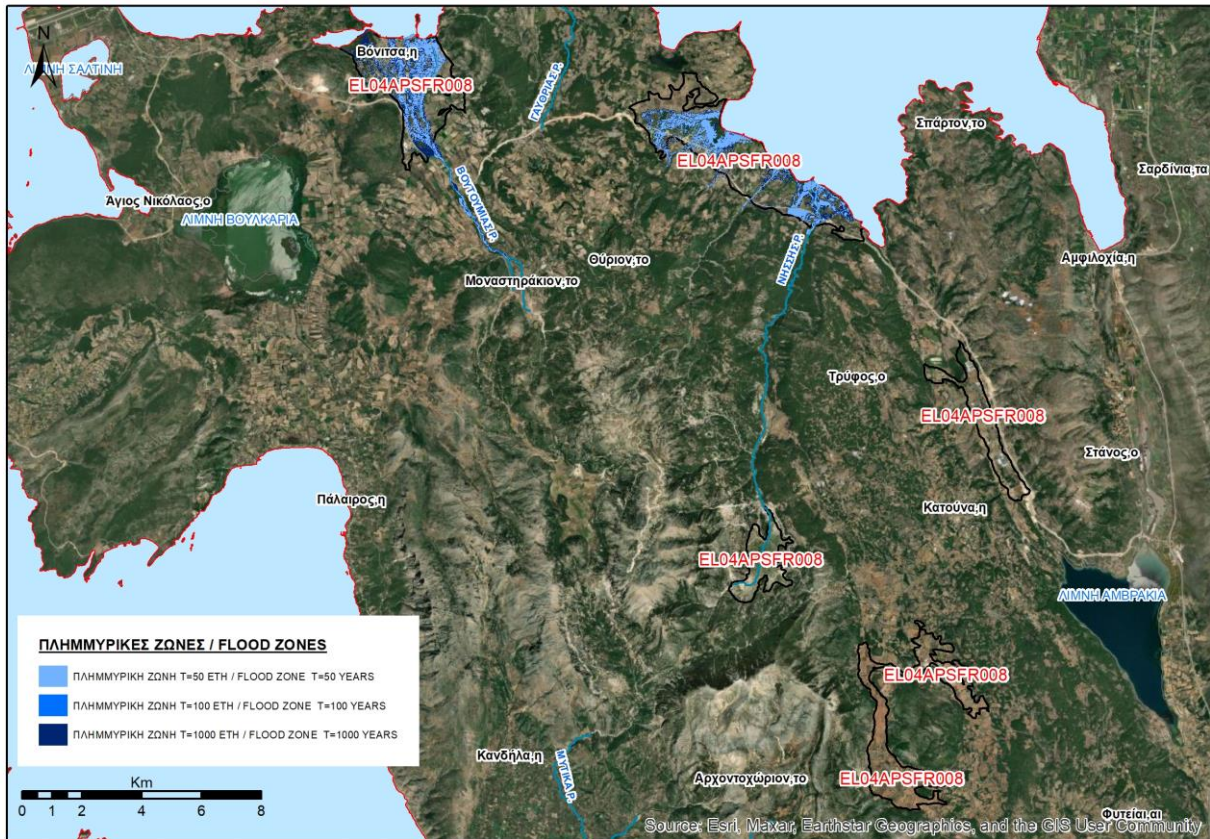 N
ΛΙΜΝΗ ΣΑΛΤΙΝΗ
Βόνιτσα,η
EL04APSFR008
ΓΛΥΘΡΙΑΣ Ρ.
EL04APSFR008
Σπάρτον,το
Σαρδίνια,τα
Άγιος Νικόλαος,ο
ΛΙΜΝΗ ΒΟΥΛΚΑΡΙΑ
ΒΟΥΤΟΥΜΙΑΣ Ρ.
Μοναστηράκιον,το
Θύριον,το
ΝΗΣΣΗΣ Ρ.
Αμφιλοχία,η
Τρύφος,ο
EL04APSFR008
Στάνος,ο
Πάλαιρος,η
Κατούνα,η
EL04APSFR008
ΛΙΜΝΗ ΑΜΒΡΑΚΙΑ
ΠΛΗΜΜΥΡΙΚΕΣ ΖΩΝΕΣ / FLOOD ZONES
ΠΛΗΜΜΥΡΙΚΗ ΖΩΝΗ T=50 ΕΤΗ / FLOOD ZONE T=50 YEARS
ΠΛΗΜΜΥΡΙΚΗ ΖΩΝΗ T=100 ΕΤΗ / FLOOD ZONE T=100 YEARS
ΠΛΗΜΜΥΡΙΚΗ ΖΩΝΗ T=1000 ΕΤΗ / FLOOD ZONE T=1000 YEARS
EL04APSFR008
Κανδήλα,η
ΜΥΤΙΚΑ Ρ.
Αρχοντοχώριον,το
EL04APSFR008
Φυτείαι,αι
Km
0 1 2 4 6 8
Source: Esri, Maxar, Earthstar Geographics, and the GIS User Community